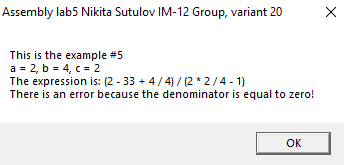 Assembly lab5 Nikita Sutulov IM-12 Group, variant 20
This is the example #5
a = 2, b = 4, c = 2
The expression is: (2 - 33 + 4 / 4) / (2 * 2 / 4 - 1)
There is an error because the denominator is equal to zero!
OK